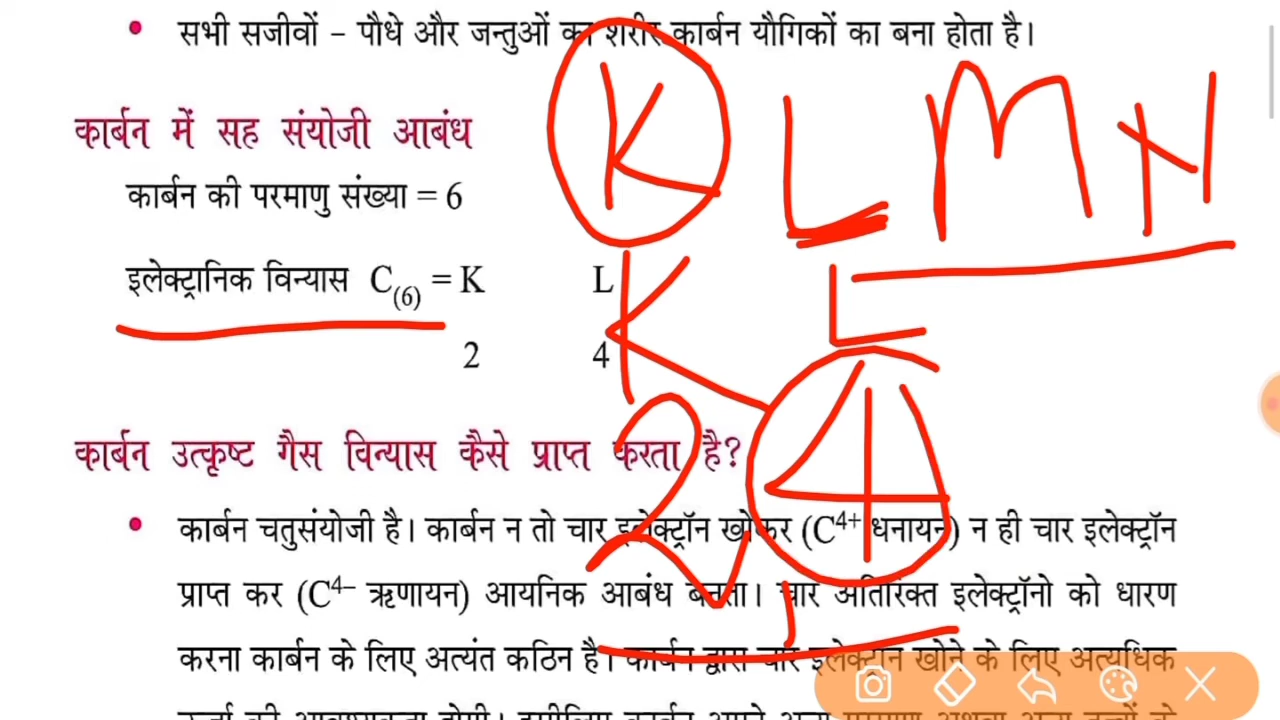 सभी सजीवों – पौधे और जन्तुओं का शरीर कार्बन यौगिकों का बना होता है।
K L M N
कार्बन में सह संयोजी आबंध
कार्बन की परमाणु संख्या = 6
इलेक्ट्रानिक विन्यास C(6) = K L
K L
2 4
2, 4
कार्बन उत्कृष्ट गैस विन्यास कैसे प्राप्त करता है?
कार्बन चतुसंयोजी है। कार्बन न तो चार इलेक्ट्रॉन खोकर (C4+ धनायन) न ही चार इलेक्ट्रॉन
प्राप्त कर (C4– ऋणायन) आयनिक आबंध बनता। चार अतिरिक्त इलेक्ट्रॉनो को धारण
करना कार्बन के लिए अत्यंत कठिन है। कार्बन द्वारा चार इलेक्ट्रॉन खोने के लिए अत्यधिक